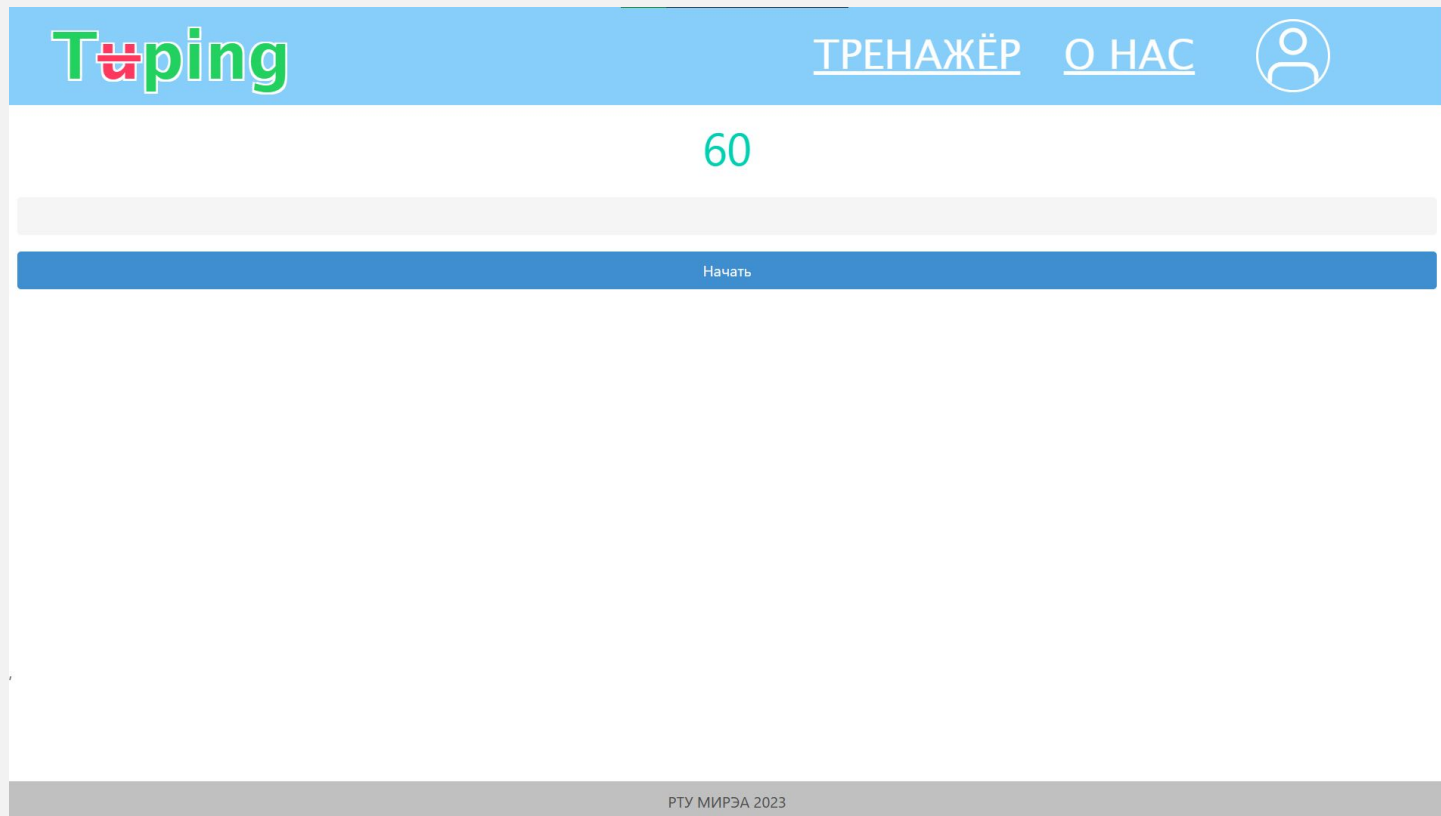 Tuping
ТРЕНАЖЁР О НАС
60
Начать
,
РТУ МИРЭА 2023